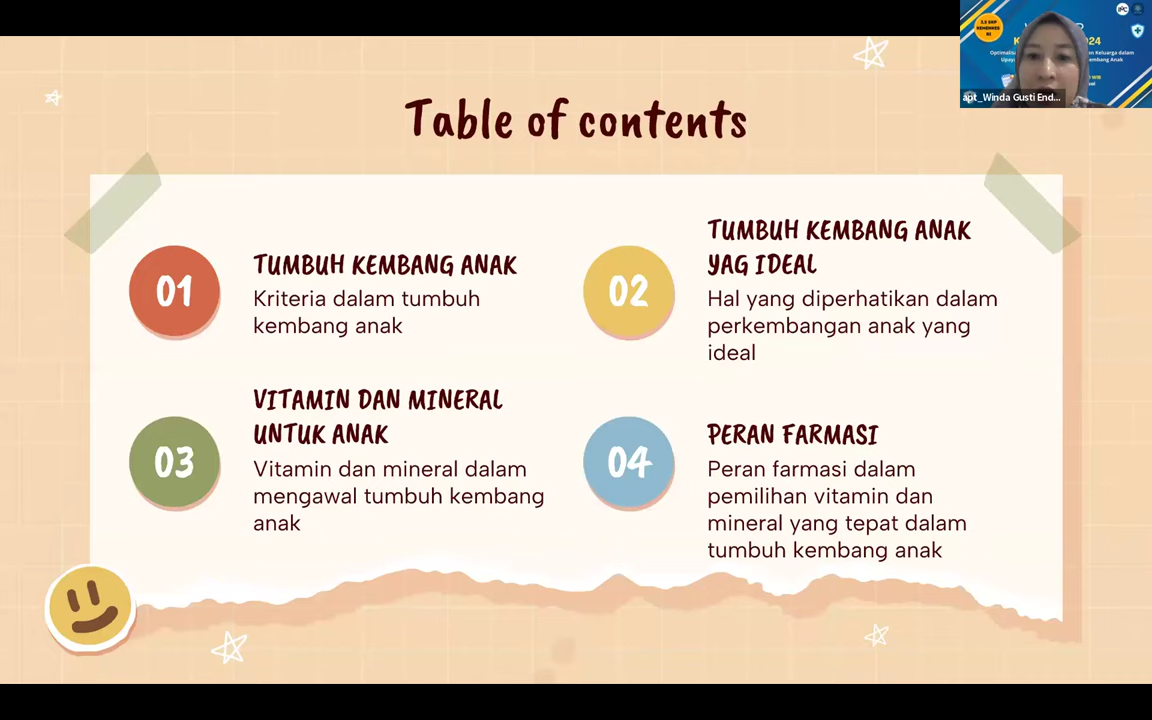 Table of contents
01
TUMBUH KEMBANG ANAK
Kriteria dalam tumbuh
kembang anak
02
TUMBUH KEMBANG ANAK
YAG IDEAL
Hal yang diperhatikan dalam
perkembangan anak yang
ideal
03
VITAMIN DAN MINERAL
UNTUK ANAK
Vitamin dan mineral dalam
mengawal tumbuh kembang
anak
04
PERAN FARMASI
Peran farmasi dalam
pemilihan vitamin dan
mineral yang tepat dalam
tumbuh kembang anak
apt_Winda Gusti End...